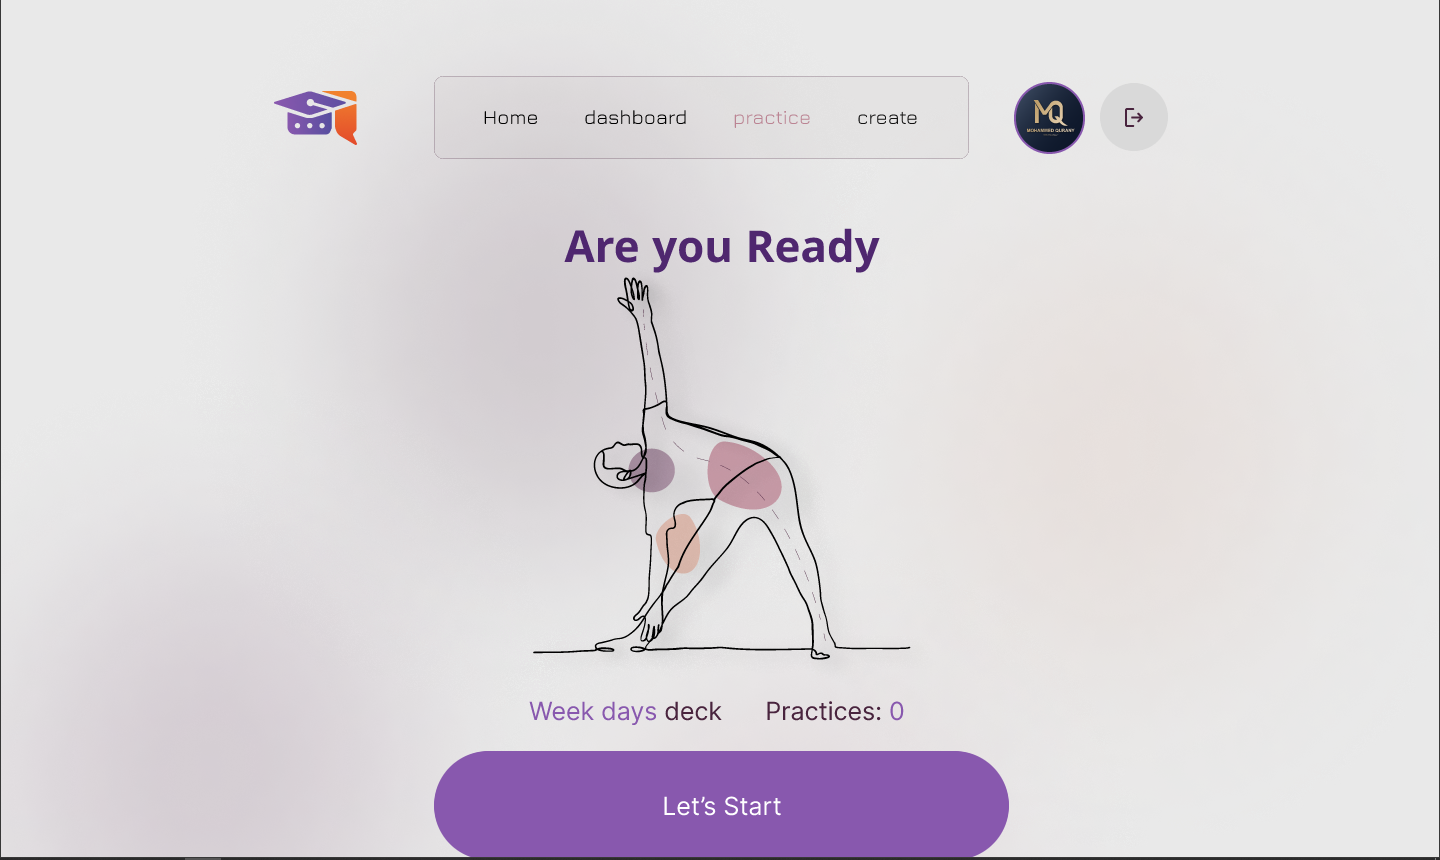 Home dashboard practice create
MQ
MOHAMMED QURANY
Are you Ready
Week days deck Practices: 0
Let’s Start